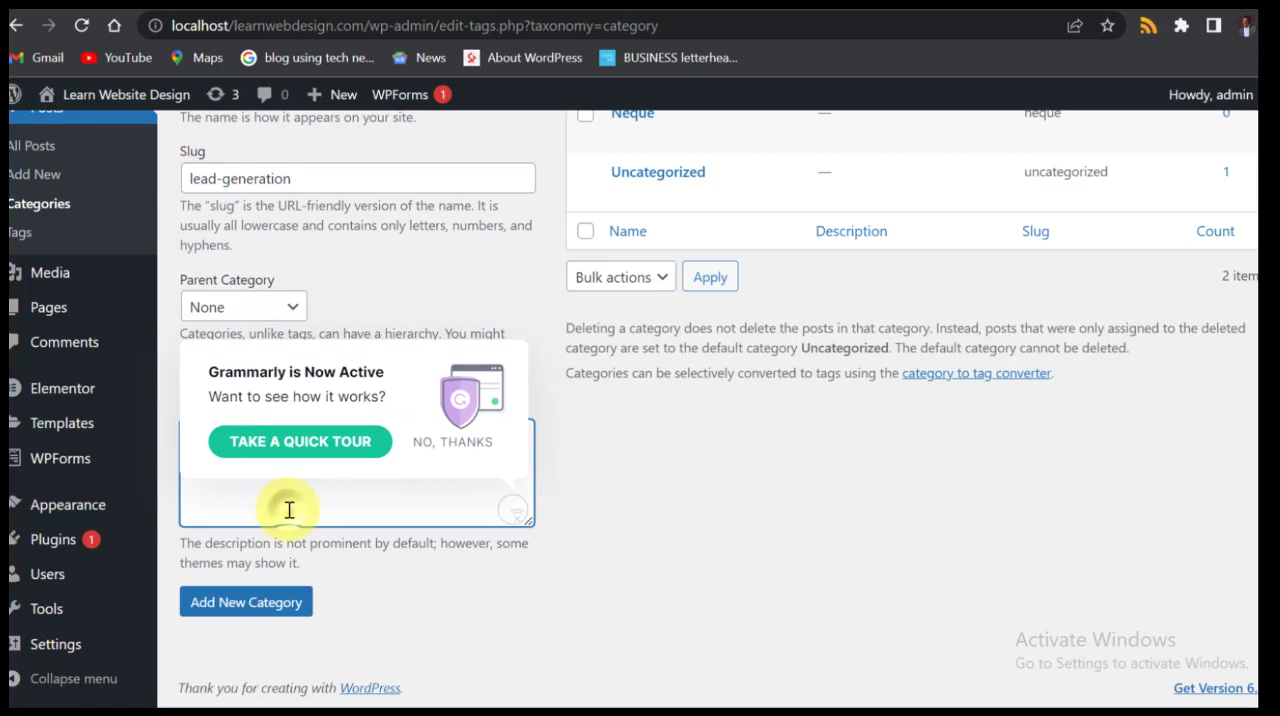 localhost/learnwebdesign.com/wp-admin/edit-tags.php?taxonomy=category
Gmail YouTube Maps blog using tech ne... News About WordPress BUSINESS letterhea...
Learn Website Design 3 0 New WPForms 1 Howdy, admin
All Posts
Add New
Categories
Tags
Media
Pages
Comments
Elementor
Templates
WPForms
Appearance
Plugins 1
Users
Tools
Settings
Collapse menu
The name is how it appears on your site.
Slug
lead-generation
The “slug” is the URL-friendly version of the name. It is
usually all lowercase and contains only letters, numbers, and
hyphens.
Parent Category
None
Categories, unlike tags, can have a hierarchy. You might
Grammarly is Now Active
Want to see how it works?
TAKE A QUICK TOUR NO, THANKS
The description is not prominent by default; however, some
themes may show it.
Add New Category
Thank you for creating with WordPress.
Neque — neque 0
Uncategorized — uncategorized 1
Name Description Slug Count
Bulk actions Apply 2 item
Deleting a category does not delete the posts in that category. Instead, posts that were only assigned to the deleted
category are set to the default category Uncategorized. The default category cannot be deleted.
Categories can be selectively converted to tags using the category to tag converter.
Activate Windows
Go to Settings to activate Windows.
Get Version 6.